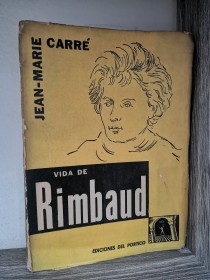 JEAN-MARIE CARRÉ
VIDA DE
Rimbaud
EDICIONES DEL PORTICO